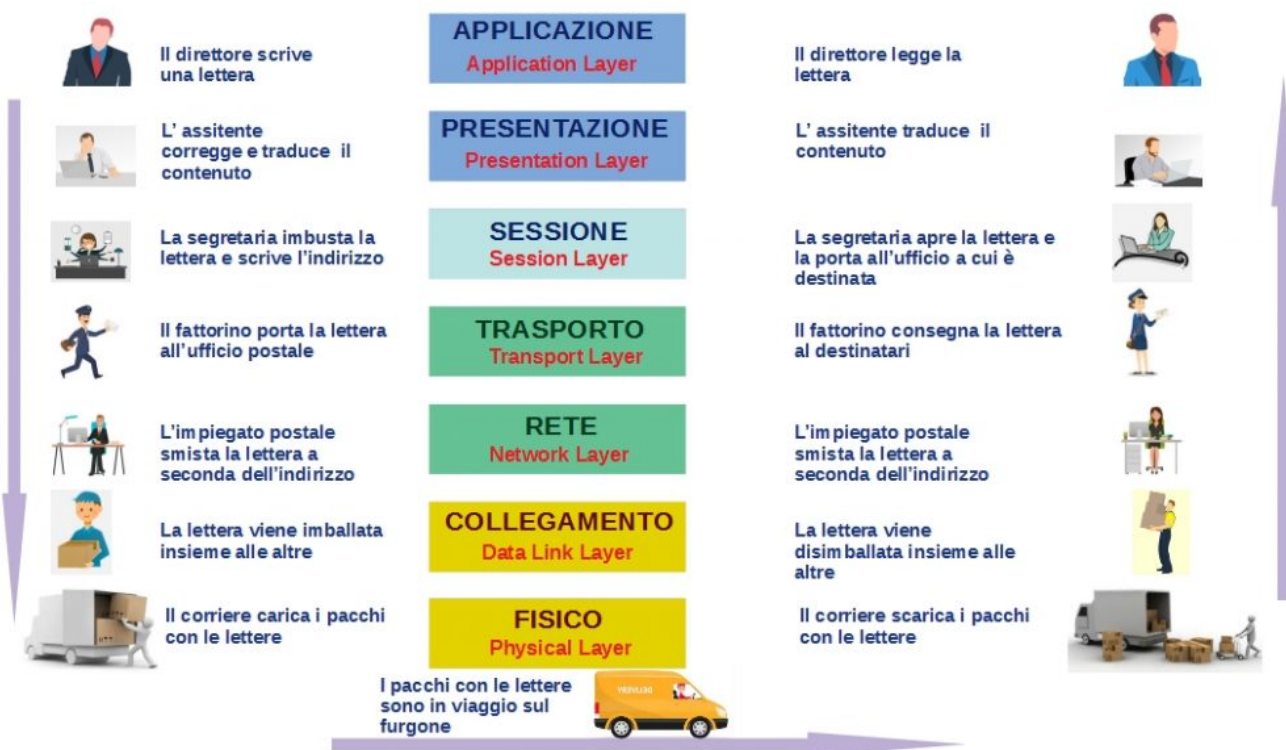 Il direttore scrive
una lettera
APPLICAZIONE
Application Layer
Il direttore legge la
lettera
L' assitente
corregge e traduce il
contenuto
PRESENTAZIONE
Presentation Layer
L' assitente traduce il
contenuto
La segretaria imbusta la
lettera e scrive l'indirizzo
SESSIONE
Session Layer
La segretaria apre la lettera e
la porta all'ufficio a cui è
destinata
Il fattorino porta la lettera
all'ufficio postale
TRASPORTO
Transport Layer
Il fattorino consegna la lettera
al destinatari
L'impiegato postale
smista la lettera a
seconda dell'indirizzo
RETE
Network Layer
L'impiegato postale
smista la lettera a
seconda dell'indirizzo
La lettera viene imballata
insieme alle altre
COLLEGAMENTO
Data Link Layer
La lettera viene
disimballata insieme alle
altre
Il corriere carica i pacchi
con le lettere
FISICO
Physical Layer
Il corriere scarica i pacchi
con le lettere
I pacchi con le lettere
sono in viaggio sul
furgone
DELIVERY